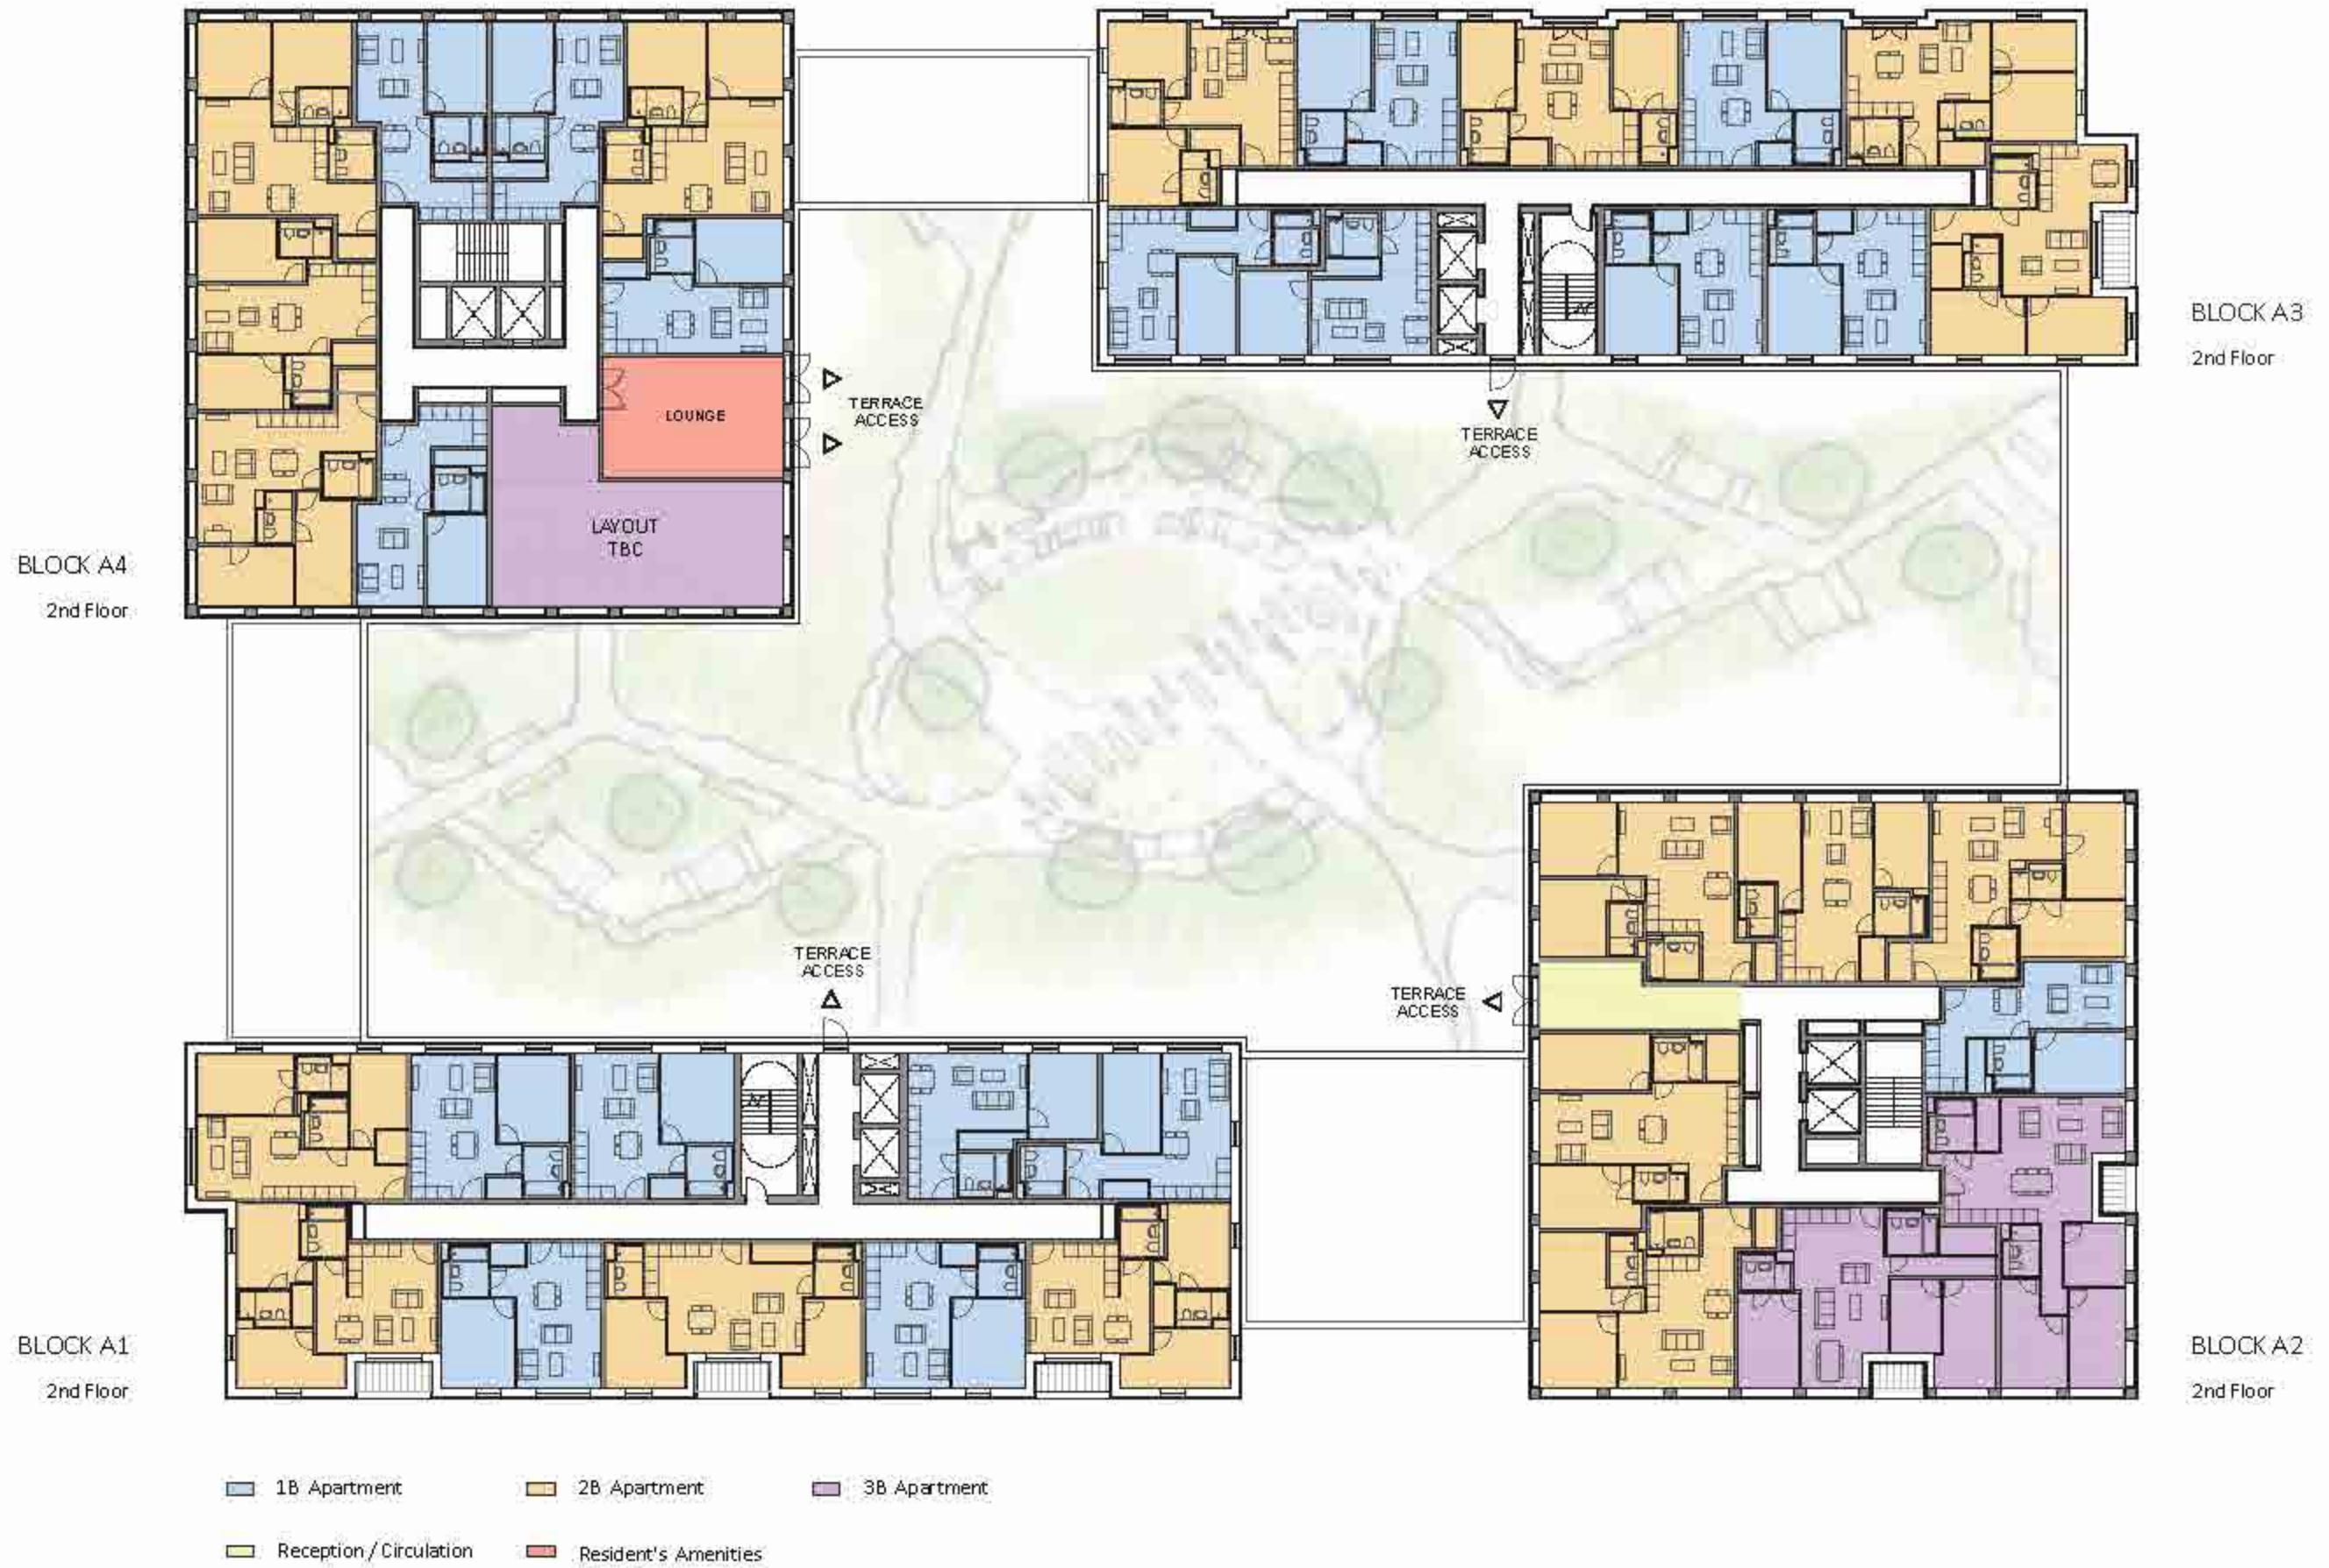 BLOCK A3
2nd Floor
TERRACE
ACCESS
LOUNGE
TERRACE
ACCESS
LAYOUT
TBC
BLOCK A4
2nd Floor
TERRACE
ACCESS
TERRACE
ACCESS
BLOCK A1
2nd Floor
BLOCK A2
2nd Floor
1B Apartment
2B Apartment
3B Apartment
Reception / Circulation
Resident's Amenities